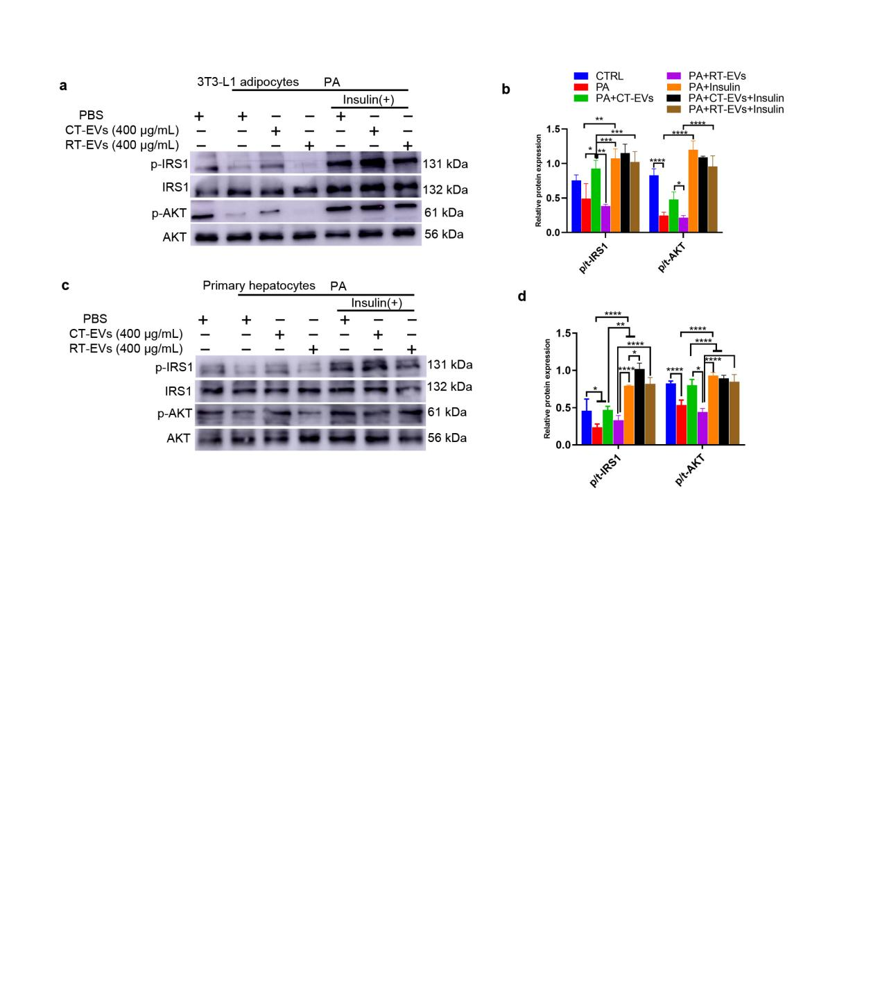 a
3T3-L1 adipocytes PA
Insulin(+)
PBS + + − − + − −
CT-EVs (400 µg/mL) − − + − − + −
RT-EVs (400 µg/mL) − − − + − − +
p-IRS1 131 kDa
IRS1 132 kDa
p-AKT 61 kDa
AKT 56 kDa
b
CTRL
PA
PA+CT-EVs
PA+RT-EVs
PA+Insulin
PA+CT-EVs+Insulin
PA+RT-EVs+Insulin
Relative protein expression
1.5
1.0
0.5
0.0
** *** *** * **
**** **** **** *
p/t-IRS1
p/t-AKT
c
Primary hepatocytes PA
Insulin(+)
PBS + + − − + − −
CT-EVs (400 µg/mL) − − + − − + −
RT-EVs (400 µg/mL) − − − + − − +
p-IRS1 131 kDa
IRS1 132 kDa
p-AKT 61 kDa
AKT 56 kDa
d
Relative protein expression
1.5
1.0
0.5
0.0
**** ** **** * **** *
**** **** **** **** *
p/t-IRS1
p/t-AKT